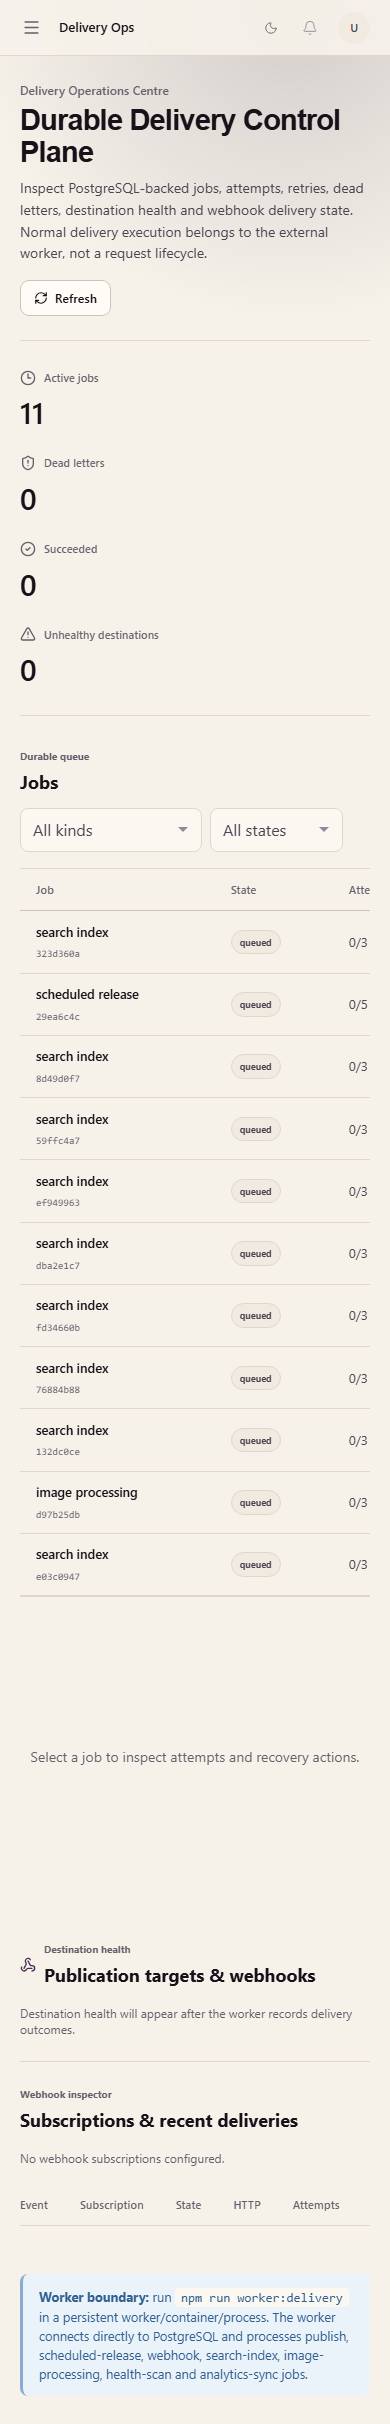 Delivery Ops
U
Delivery Operations Centre
Durable Delivery Control
Plane
Inspect PostgreSQL-backed jobs, attempts, retries, dead
letters, destination health and webhook delivery state.
Normal delivery execution belongs to the external
worker, not a request lifecycle.
Refresh
Active jobs
11
Dead letters
0
Succeeded
0
Unhealthy destinations
0
Durable queue
Jobs
All kinds All states
Job State Atte
search index queued 0/3
323d360a
scheduled release queued 0/5
29ea6c4c
search index queued 0/3
8d49d0f7
search index queued 0/3
59ffc4a7
search index queued 0/3
ef949963
search index queued 0/3
dba2e1c7
search index queued 0/3
fd34660b
search index queued 0/3
76884b88
search index queued 0/3
132dc0ce
image processing queued 0/3
d97b25db
search index queued 0/3
e03c0947
Select a job to inspect attempts and recovery actions.
Destination health
Publication targets & webhooks
Destination health will appear after the worker records delivery
outcomes.
Webhook inspector
Subscriptions & recent deliveries
No webhook subscriptions configured.
Event Subscription State HTTP Attempts
Worker boundary: run npm run worker:delivery
in a persistent worker/container/process. The worker
connects directly to PostgreSQL and processes publish,
scheduled-release, webhook, search-index, image-
processing, health-scan and analytics-sync jobs.